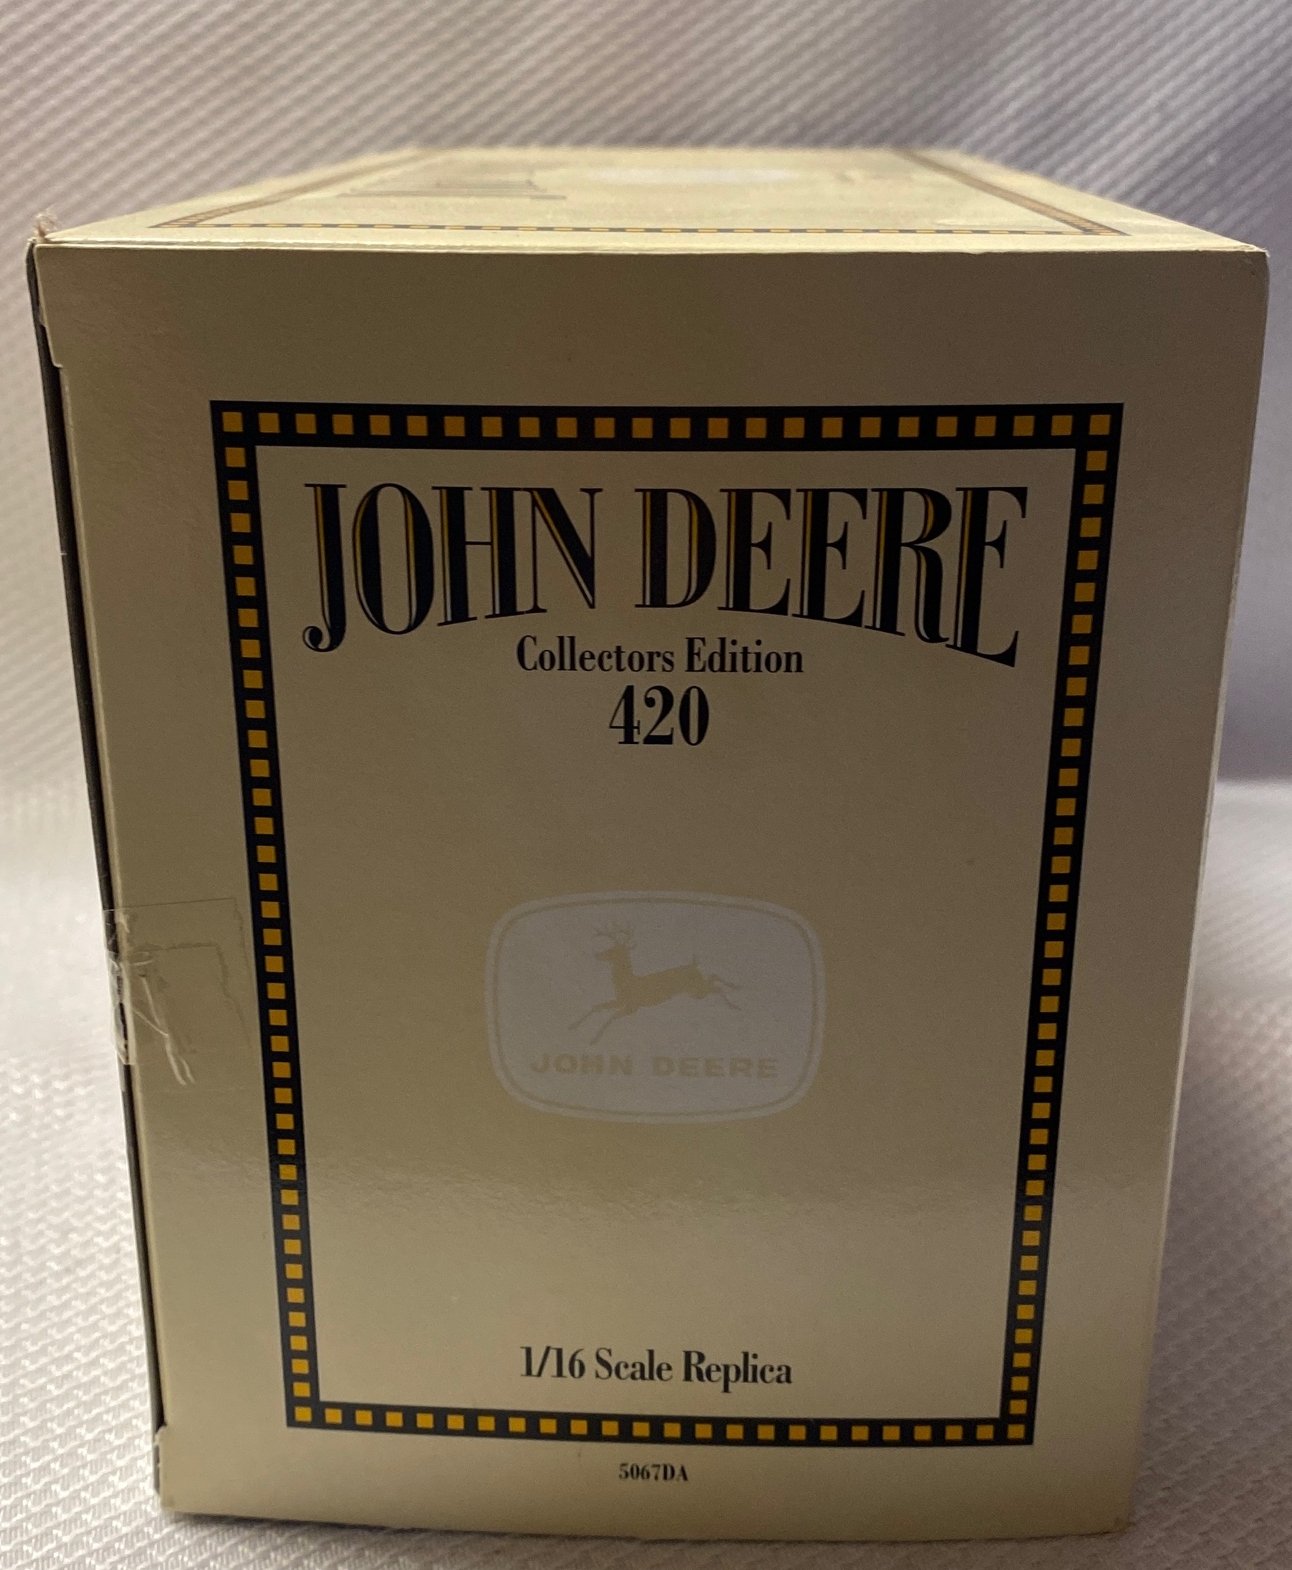 JOHN DEERE
Collectors Edition
420
JOHN DEERE
1/16 Scale Replica
5067DA